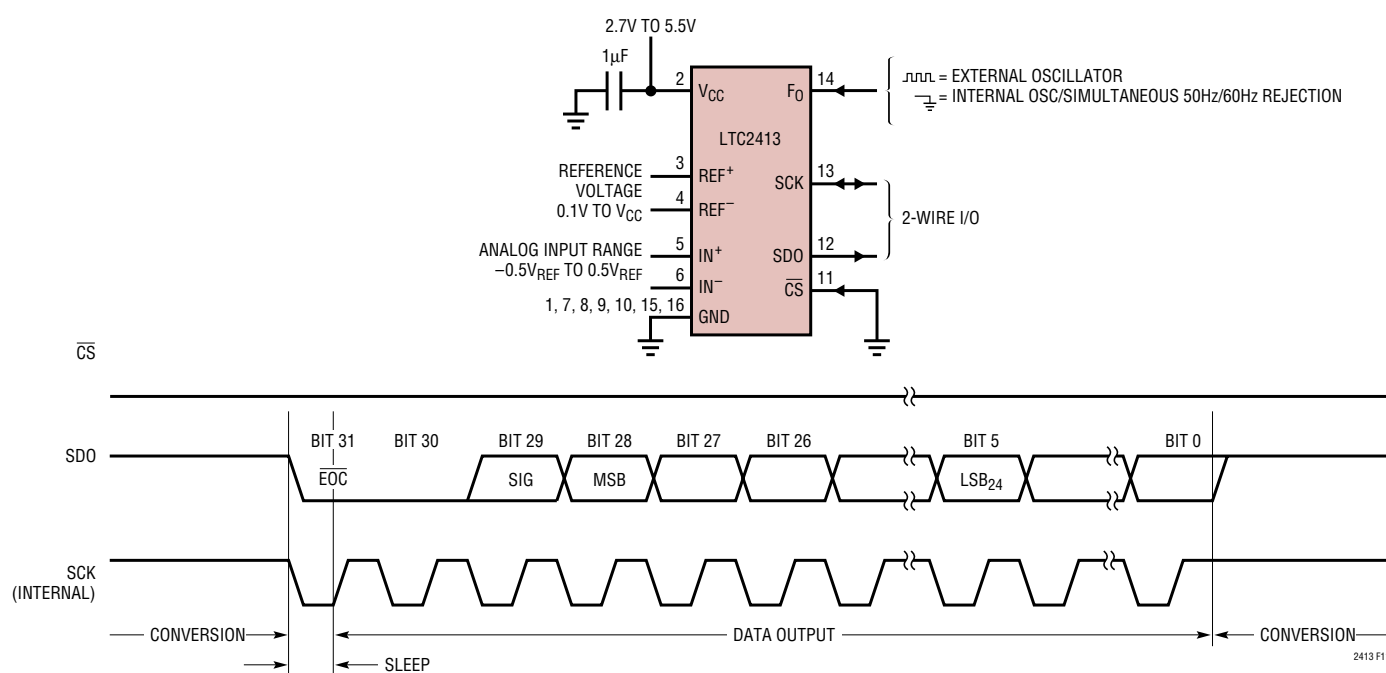 2.7V TO 5.5V
1µF
2
VCC
FO
14
= EXTERNAL OSCILLATOR
= INTERNAL OSC/SIMULTANEOUS 50Hz/60Hz REJECTION
LTC2413
REFERENCE
VOLTAGE
0.1V TO VCC
3
REF+
4
REF–
SCK
13
2-WIRE I/O
ANALOG INPUT RANGE
–0.5VREF TO 0.5VREF
5
IN+
6
IN–
SDO
12
CS
11
1, 7, 8, 9, 10, 15, 16
GND
CS
BIT 31
BIT 30
BIT 29
BIT 28
BIT 27
BIT 26
BIT 5
BIT 0
SDO
EOC
SIG
MSB
LSB24
SCK
(INTERNAL)
CONVERSION
DATA OUTPUT
CONVERSION
SLEEP
2413 F1